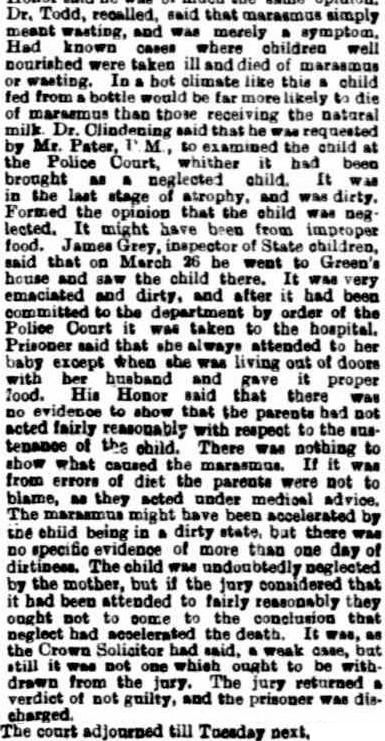 Honor said he was of much the same opinion.
Dr. Todd, recalled, said that marasmus simply
meant wasting, and was merely a symptom.
Had known cases where children well
nourished were taken ill and died of marasmus
or wasting. In a hot climate like this a child
fed from a bottle would be far more likely to die
of marasmus than those receiving the natural
milk. Dr. Clindening said that he was requested
by Mr. Pater, P.M., to examined the child at
the Police Court, whither it had been
brought as a neglected child. It was
in the last stage of atrophy, and was dirty.
Formed the opinion that the child was neg-
lected. It might have been from improper
food. James Grey, inspector of State children,
said that on March 26 he went to Green's
house and saw the child there. It was very
emaciated and dirty, and after it had been
committed to the department by order of the
Police Court it was taken to the hospital.
Prisoner said that she always attended to her
baby except when she was living out of doors
with her husband and gave it proper
food. His Honor said that there was
no evidence to show that the parents had not
acted fairly reasonably with respect to the sus-
tenance of the child. There was nothing to
show what caused the marasmus. If it was
from errors of diet the parents were not to
blame, as they acted under medical advice.
The marasmus might have been accelerated by
the child being in a dirty state, but there was
no specific evidence of more than one day of
dirtiness. The child was undoubtedly neglected
by the mother, but if the jury considered that
it had been attended to fairly reasonably they
ought not to come to the conclusion that
neglect had accelerated the death. It was, as
the Crown Solicitor had said, a weak case, but
still it was not one which ought to be with-
drawn from the jury. The jury returned a
verdict of not guilty, and the prisoner was dis-
charged.
The court adjourned till Tuesday next.